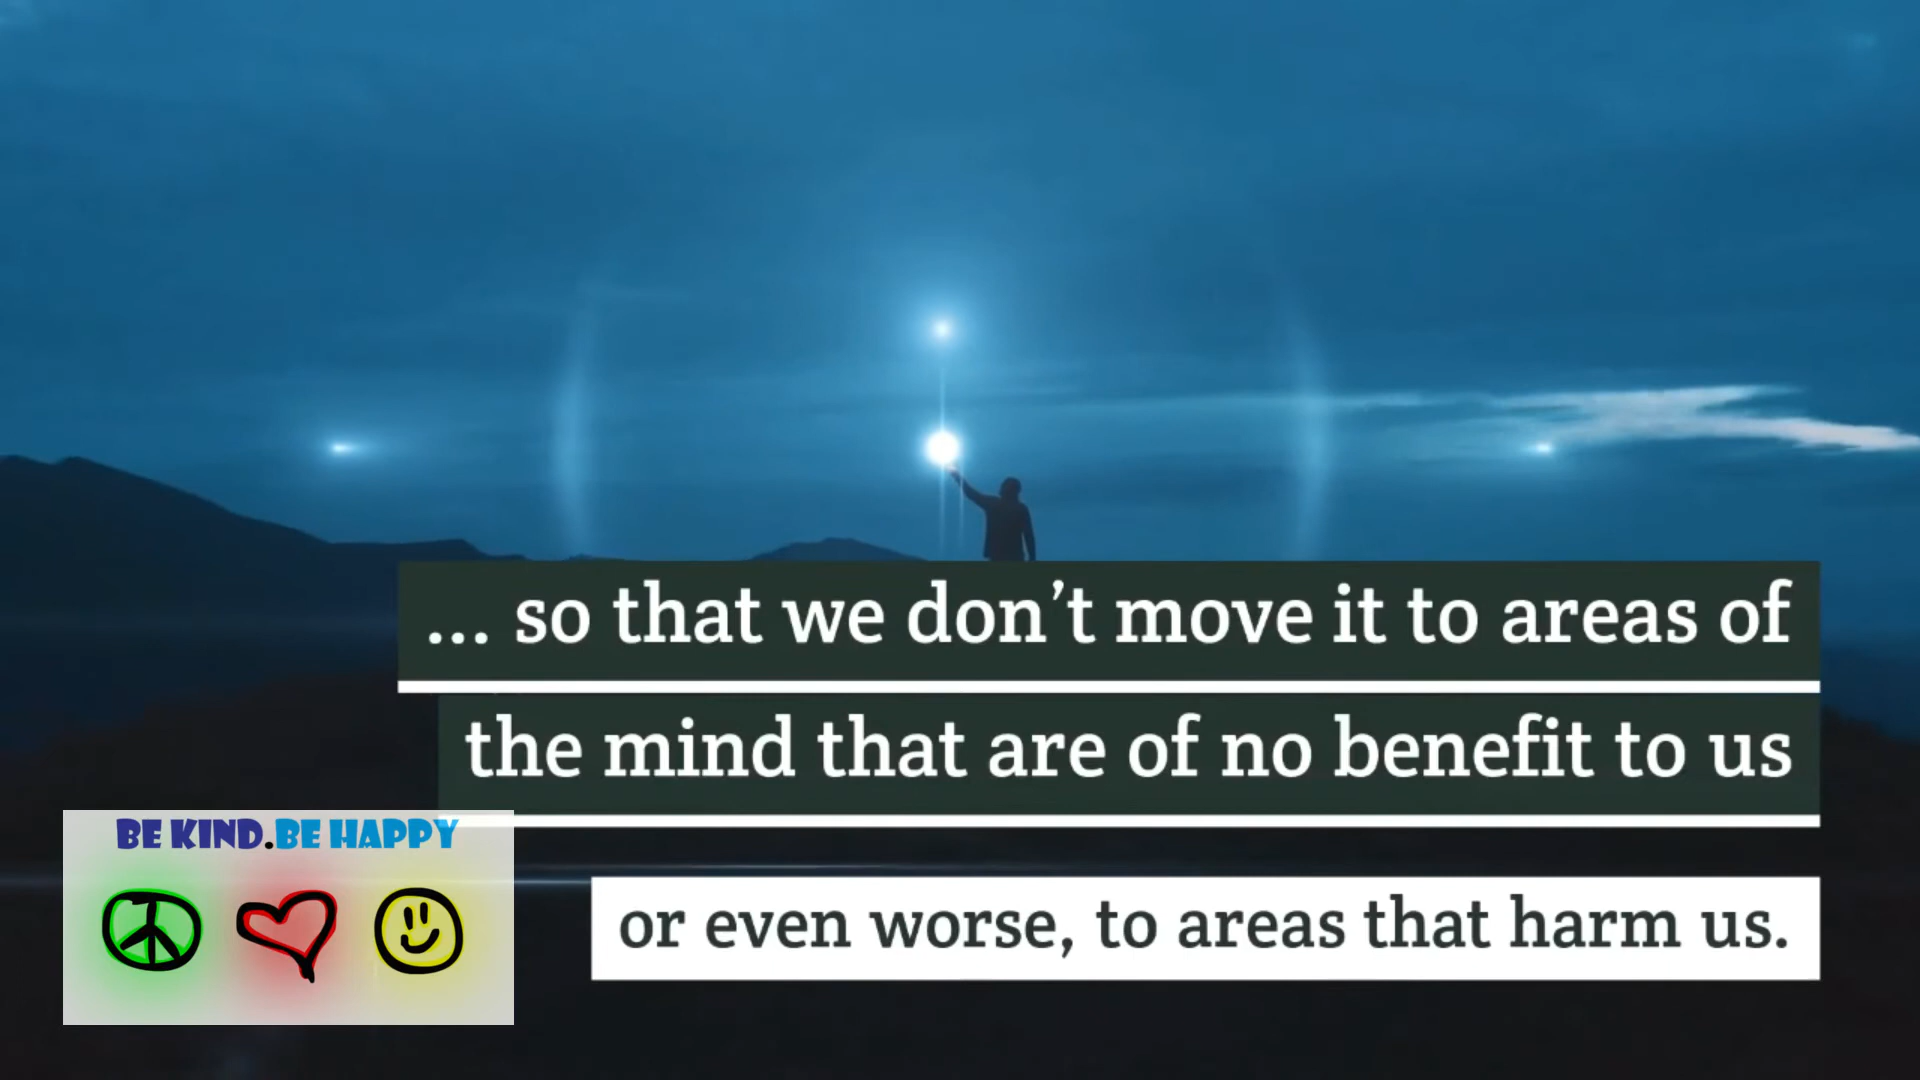 ... so that we don’t move it to areas of
the mind that are of no benefit to us
or even worse, to areas that harm us.
BE KIND.BE HAPPY